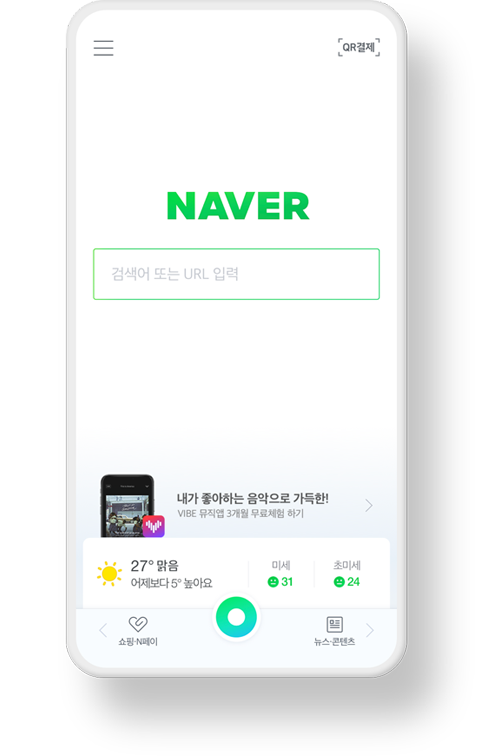 QR결제
NAVER
검색어 또는 URL 입력
내가 좋아하는 음악으로 가득한!
VIBE 뮤직앱 3개월 무료체험 하기
27° 맑음
어제보다 5° 높아요
미세
31
초미세
24
쇼핑·N페이
뉴스·콘텐츠